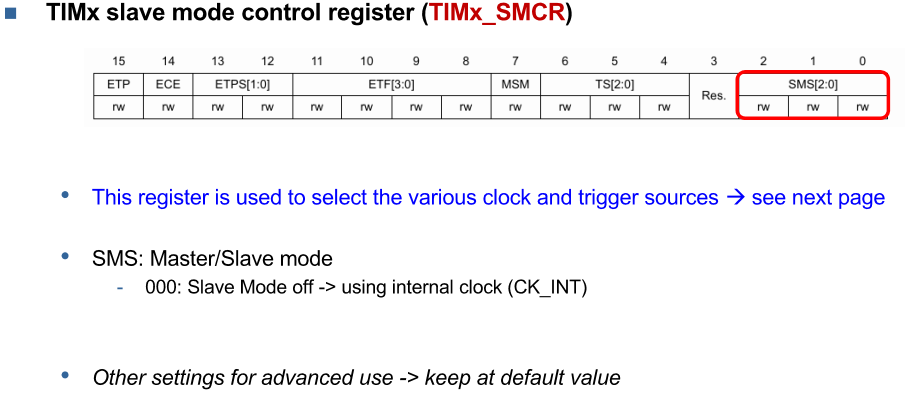 TIMx slave mode control register (TIMx_SMCR)
15 14 13 12 11 10 9 8 7 6 5 4 3 2 1 0
ETP ECE ETPS[1:0] ETF[3:0] MSM TS[2:0] Res. SMS[2:0]
rw rw rw rw rw rw rw rw rw rw rw rw rw rw rw
This register is used to select the various clock and trigger sources → see next page
SMS: Master/Slave mode
- 000: Slave Mode off -> using internal clock (CK_INT)
Other settings for advanced use -> keep at default value